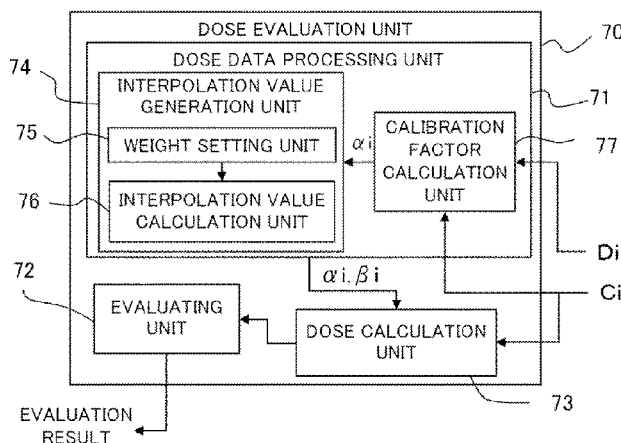 DOSE EVALUATION UNIT
70
DOSE DATA PROCESSING UNIT
74
INTERPOLATION VALUE
GENERATION UNIT
71
75
WEIGHT SETTING UNIT
αi
CALIBRATION
FACTOR
CALCULATION
UNIT
77
76
INTERPOLATION VALUE
CALCULATION UNIT
Di
αi,βi
Ci
72
EVALUATING
UNIT
DOSE CALCULATION
UNIT
73
EVALUATION
RESULT